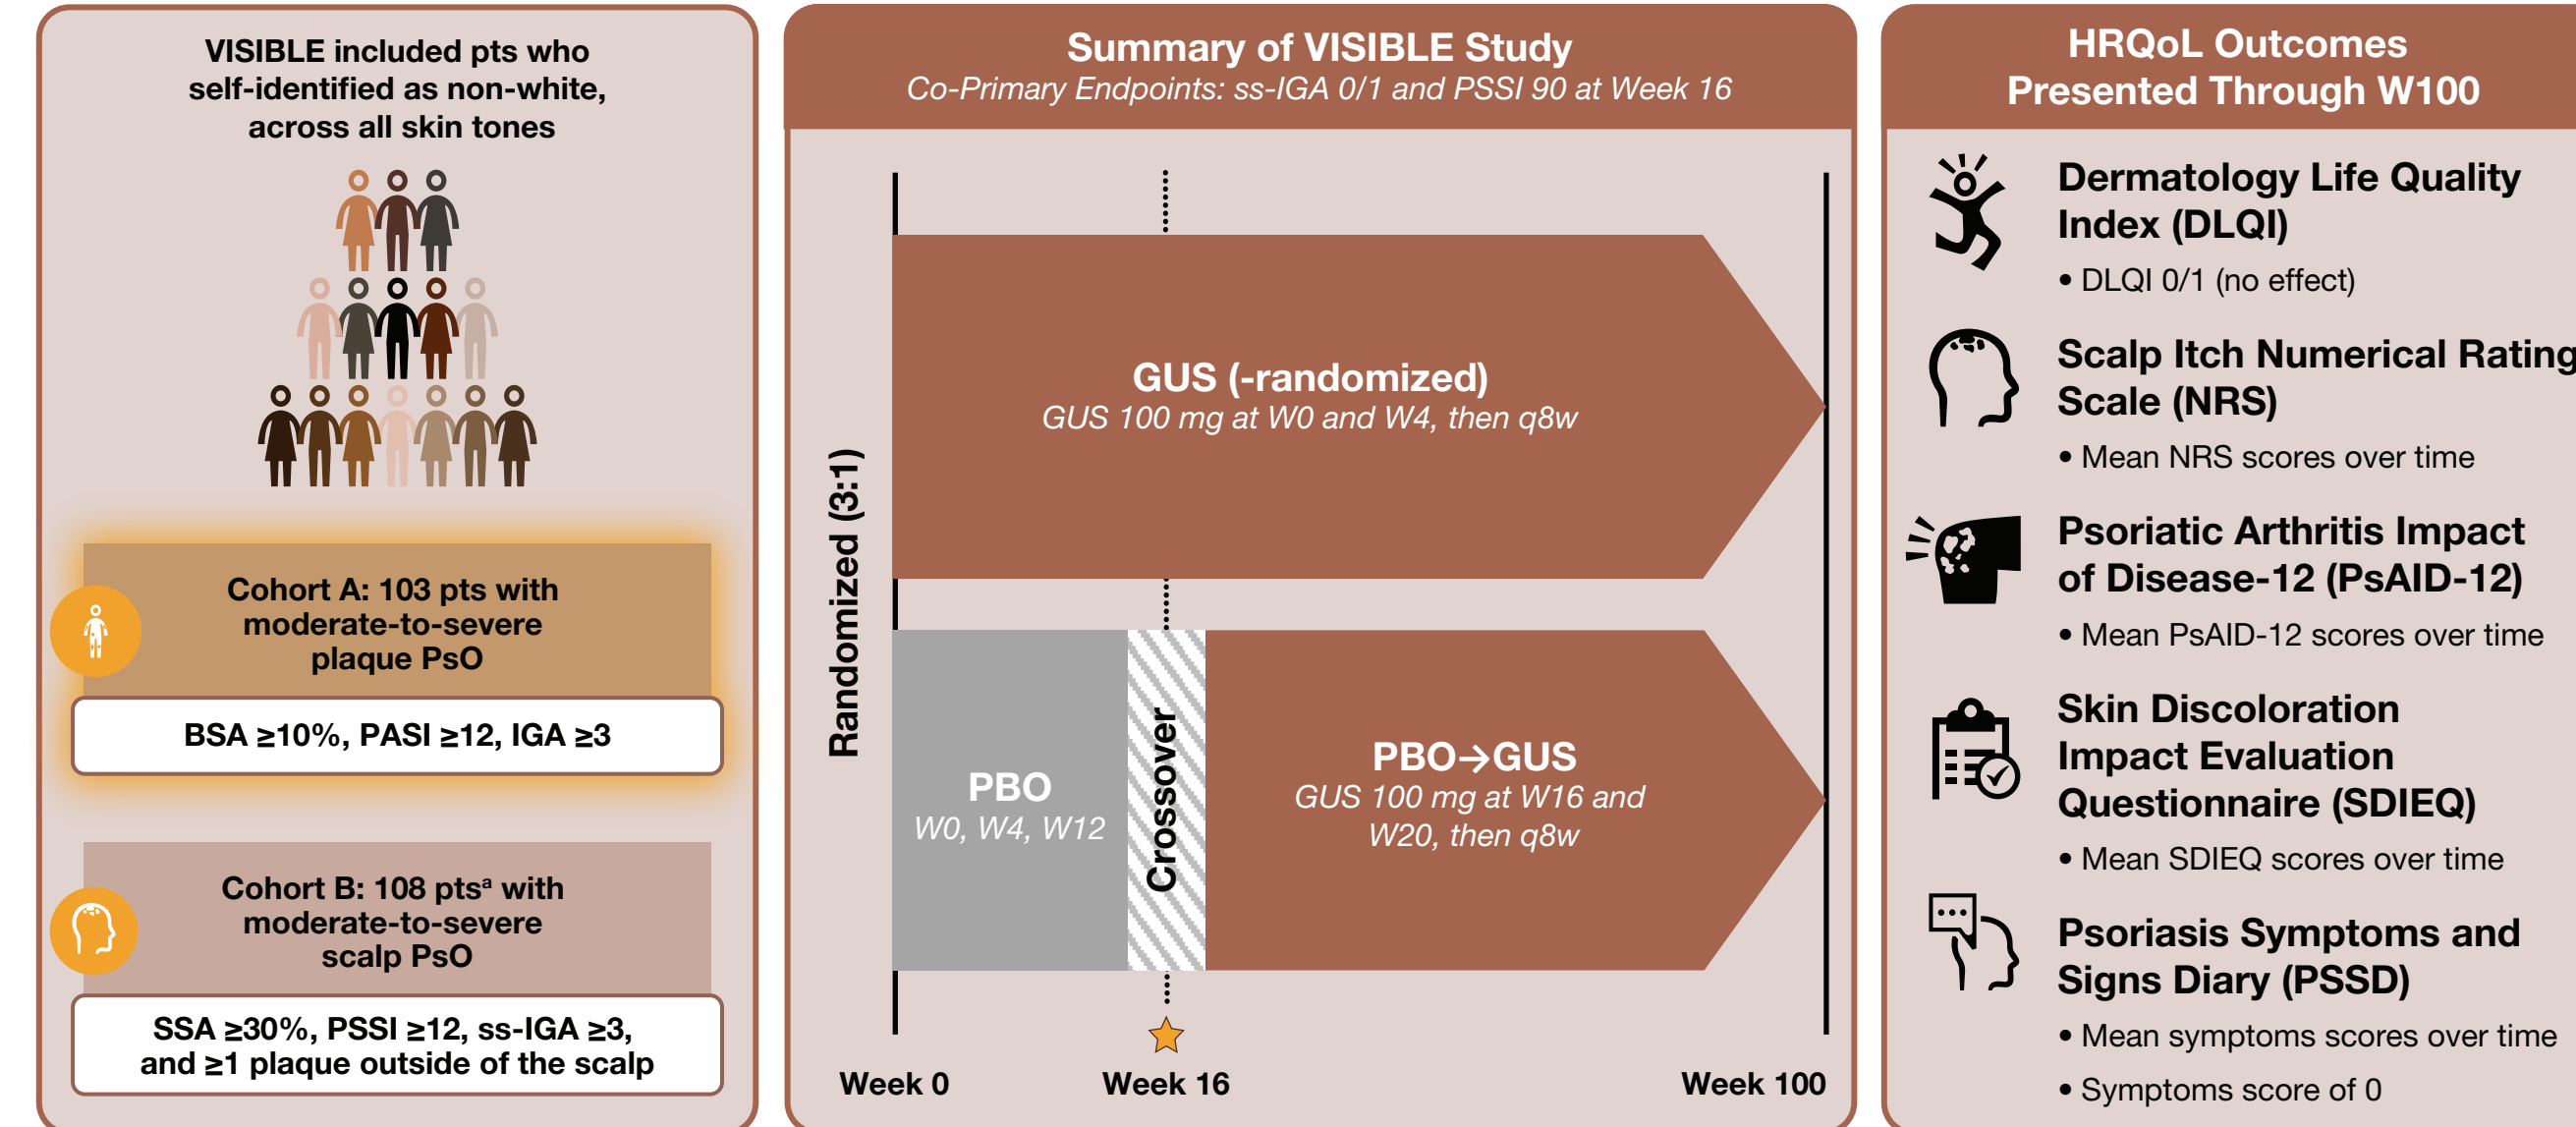 VISIBLE included pts who
self-identified as non-white,
across all skin tones
Cohort A: 103 pts with
moderate-to-severe
plaque PsO
BSA ≥10%, PASI ≥12, IGA ≥3
Cohort B: 108 ptsᵃ with
moderate-to-severe
scalp PsO
SSA ≥30%, PSSI ≥12, ss-IGA ≥3,
and ≥1 plaque outside of the scalp
Summary of VISIBLE Study
Co-Primary Endpoints: ss-IGA 0/1 and PSSI 90 at Week 16
Randomized (3:1)
GUS (-randomized)
GUS 100 mg at W0 and W4, then q8w
PBO
W0, W4, W12
Crossover
PBO→GUS
GUS 100 mg at W16 and
W20, then q8w
Week 0
Week 16
Week 100
HRQoL Outcomes
Presented Through W100
Dermatology Life Quality
Index (DLQI)
• DLQI 0/1 (no effect)
Scalp Itch Numerical Rating
Scale (NRS)
• Mean NRS scores over time
Psoriatic Arthritis Impact
of Disease-12 (PsAID-12)
• Mean PsAID-12 scores over time
Skin Discoloration
Impact Evaluation
Questionnaire (SDIEQ)
• Mean SDIEQ scores over time
Psoriasis Symptoms and
Signs Diary (PSSD)
• Mean symptoms scores over time
• Symptoms score of 0